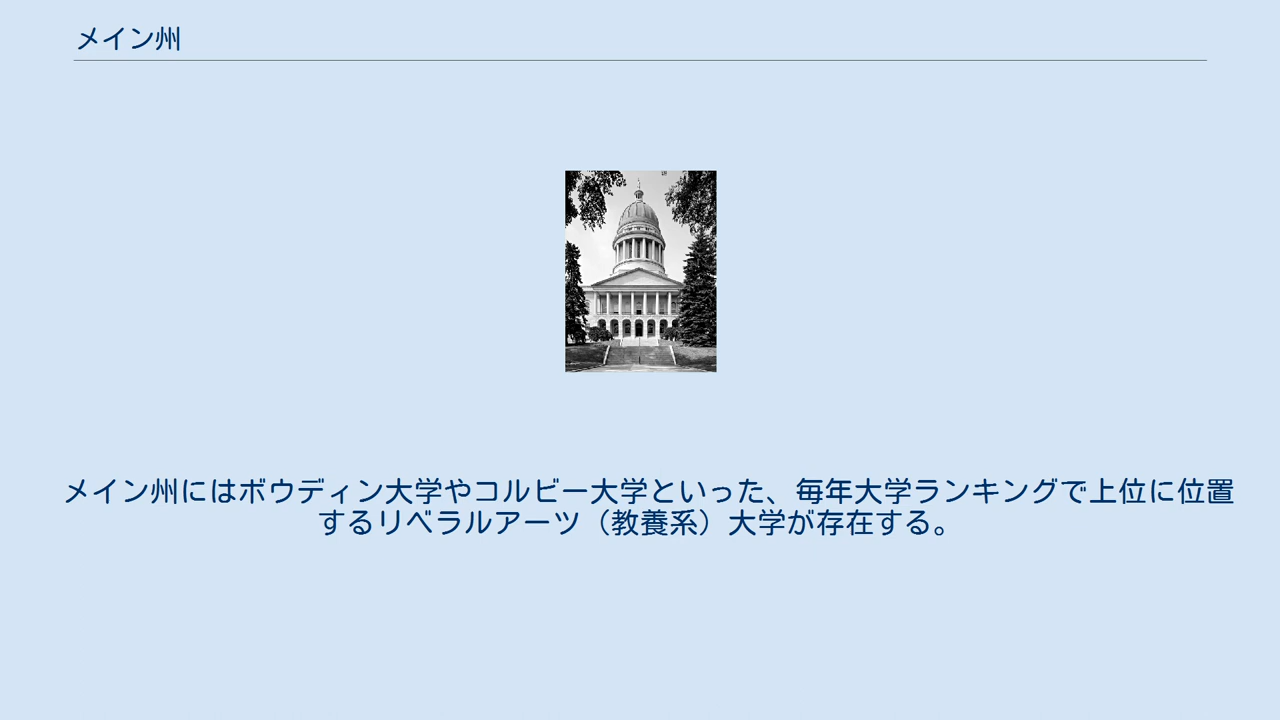 メイン州
メイン州にはボウディン大学やコルビー大学といった、毎年大学ランキングで上位に位置
するリベラルアーツ（教養系）大学が存在する。